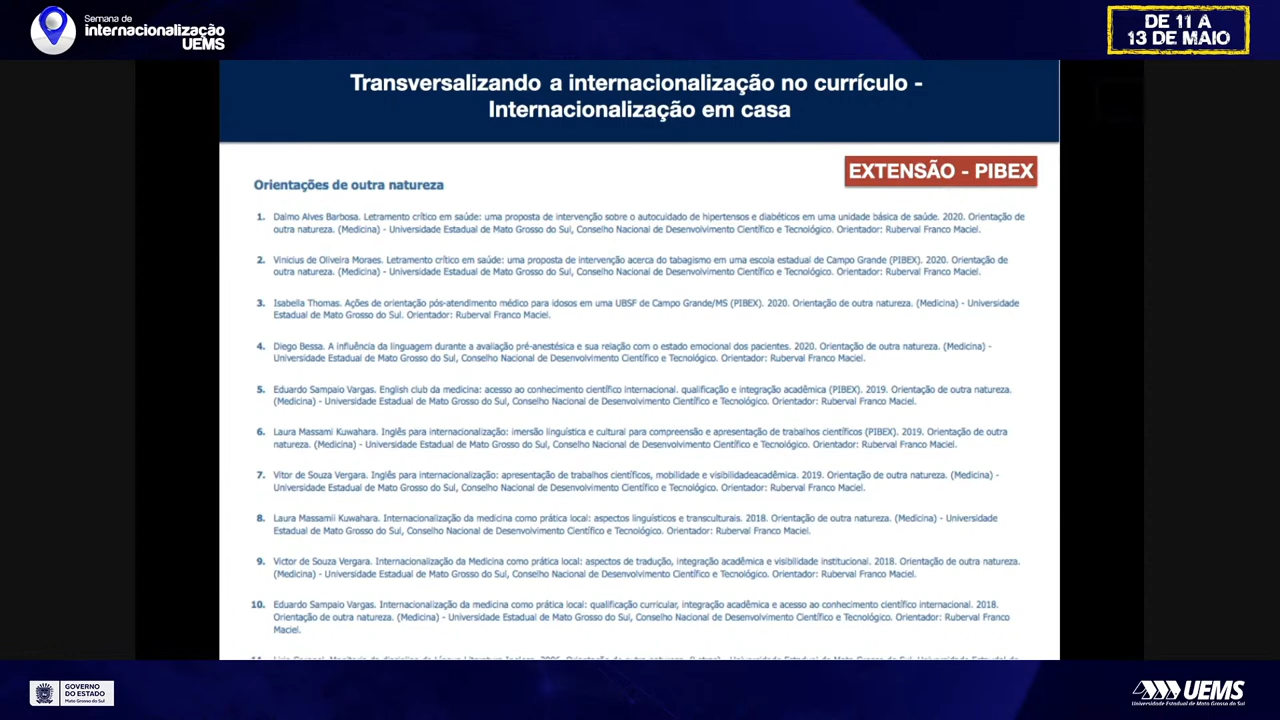 Semana de
internacionalização
UEMS
DE 11 A
13 DE MAIO
Transversalizando a internacionalização no currículo -
Internacionalização em casa
EXTENSÃO - PIBEX
Orientações de outra natureza
1. Daimo Alves Barbosa. Letramento crítico em saúde: uma proposta de intervenção sobre o autocuidado de hipertensos e diabéticos em uma unidade básica de saúde. 2020. Orientação de
outra natureza. (Medicina) - Universidade Estadual de Mato Grosso do Sul, Conselho Nacional de Desenvolvimento Científico e Tecnológico. Orientador: Ruberval Franco Maciel.
2. Vinicius de Oliveira Moraes. Letramento crítico em saúde: uma proposta de intervenção acerca do tabagismo em uma escola estadual de Campo Grande (PIBEX). 2020. Orientação de
outra natureza. (Medicina) - Universidade Estadual de Mato Grosso do Sul, Conselho Nacional de Desenvolvimento Científico e Tecnológico. Orientador: Ruberval Franco Maciel.
3. Isabella Thomas. Ações de orientação pós-atendimento médico para idosos em uma UBSF de Campo Grande/MS (PIBEX). 2020. Orientação de outra natureza. (Medicina) - Universidade
Estadual de Mato Grosso do Sul. Orientador: Ruberval Franco Maciel.
4. Diego Bessa. A influência da linguagem durante a avaliação pré-anestésica e sua relação com o estado emocional dos pacientes. 2020. Orientação de outra natureza. (Medicina) -
Universidade Estadual de Mato Grosso do Sul, Conselho Nacional de Desenvolvimento Científico e Tecnológico. Orientador: Ruberval Franco Maciel.
5. Eduardo Sampaio Vargas. English club da medicina: acesso ao conhecimento científico internacional. qualificação e integração acadêmica (PIBEX). 2019. Orientação de outra natureza.
(Medicina) - Universidade Estadual de Mato Grosso do Sul, Conselho Nacional de Desenvolvimento Científico e Tecnológico. Orientador: Ruberval Franco Maciel.
6. Laura Massami Kuwahara. Inglês para internacionalização: imersão linguística e cultural para compreensão e apresentação de trabalhos científicos (PIBEX). 2019. Orientação de outra
natureza. (Medicina) - Universidade Estadual de Mato Grosso do Sul, Conselho Nacional de Desenvolvimento Científico e Tecnológico. Orientador: Ruberval Franco Maciel.
7. Vitor de Souza Vergara. Inglês para internacionalização: apresentação de trabalhos científicos, mobilidade e visibilidadeacadêmica. 2019. Orientação de outra natureza. (Medicina) -
Universidade Estadual de Mato Grosso do Sul, Conselho Nacional de Desenvolvimento Científico e Tecnológico. Orientador: Ruberval Franco Maciel.
8. Laura Massamii Kuwahara. Internacionalização da medicina como prática local: aspectos linguísticos e transculturais. 2018. Orientação de outra natureza. (Medicina) - Universidade
Estadual de Mato Grosso do Sul, Conselho Nacional de Desenvolvimento Científico e Tecnológico. Orientador: Ruberval Franco Maciel.
9. Victor de Souza Vergara. Internacionalização da Medicina como prática local: aspectos de tradução, integração acadêmica e visibilidade institucional. 2018. Orientação de outra natureza.
(Medicina) - Universidade Estadual de Mato Grosso do Sul, Conselho Nacional de Desenvolvimento Científico e Tecnológico. Orientador: Ruberval Franco Maciel.
10. Eduardo Sampaio Vargas. Internacionalização da medicina como prática local: qualificação curricular, integração acadêmica e acesso ao conhecimento científico internacional. 2018.
Orientação de outra natureza. (Medicina) - Universidade Estadual de Mato Grosso do Sul, Conselho Nacional de Desenvolvimento Científico e Tecnológico. Orientador: Ruberval Franco
Maciel.
GOVERNO
DO ESTADO
Mato Grosso do Sul
UEMS
Universidade Estadual de Mato Grosso do Sul